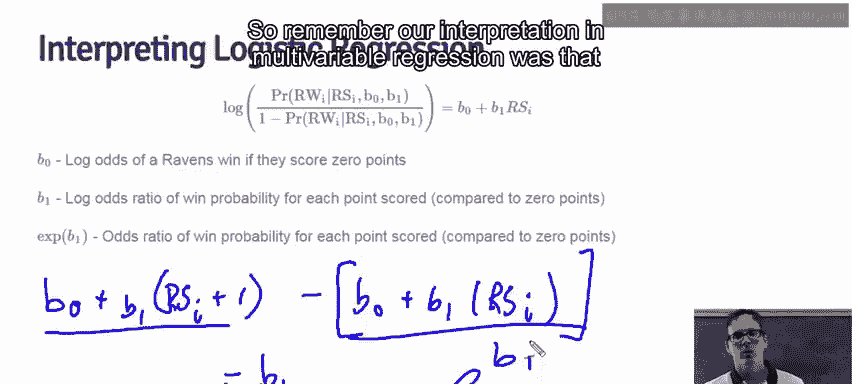 So remember our interpretation in
multivariable regression was that
Interpreting Logistic Regression
log(Pr(RWᵢ|RSᵢ, b₀, b₁) / 1 − Pr(RWᵢ|RSᵢ, b₀, b₁)) = b₀ + b₁RSᵢ
b₀ - Log odds of a Ravens win if they score zero points
b₁ - Log odds ratio of win probability for each point scored (compared to zero points)
exp(b₁) - Odds ratio of win probability for each point scored (compared to zero points)
b₀ + b₁ (RSᵢ + 1) − [b₀ + b₁ (RSᵢ)]
= b₁ e^b₁